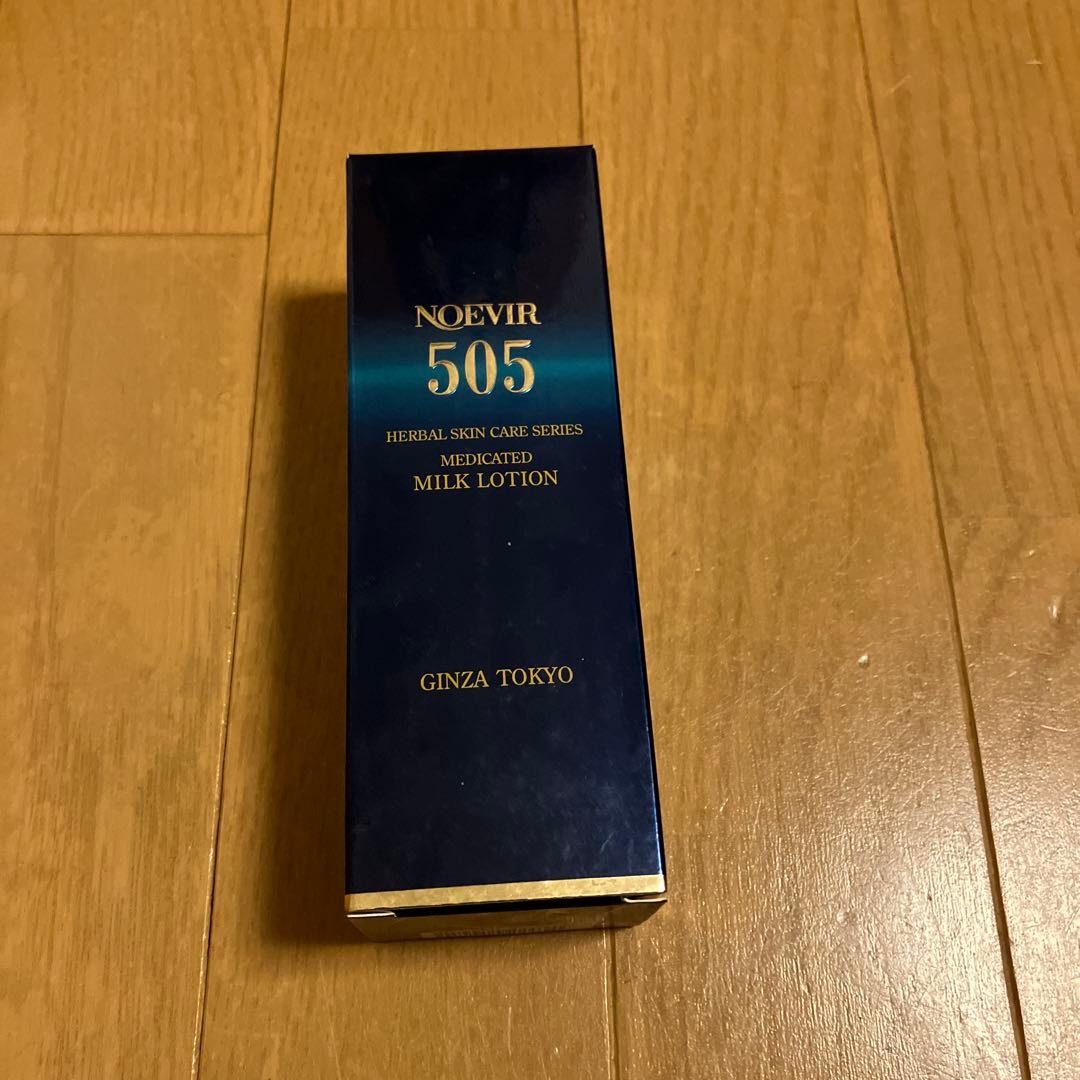 NOEVIR
505
HERBAL SKIN CARE SERIES
MEDICATED
MILK LOTION
GINZA TOKYO